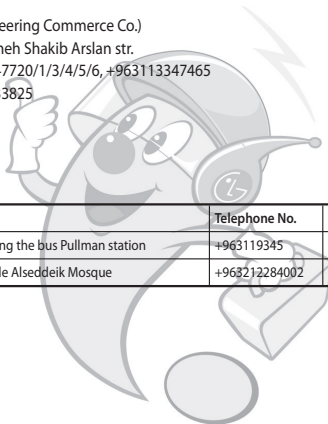 eering Commerce Co.)
neh Shakib Arslan str.
7720/1/3/4/5/6, +963113347465
3825
Telephone No.
ng the bus Pullman station +963119345
le Alseddeik Mosque +963212284002
LG